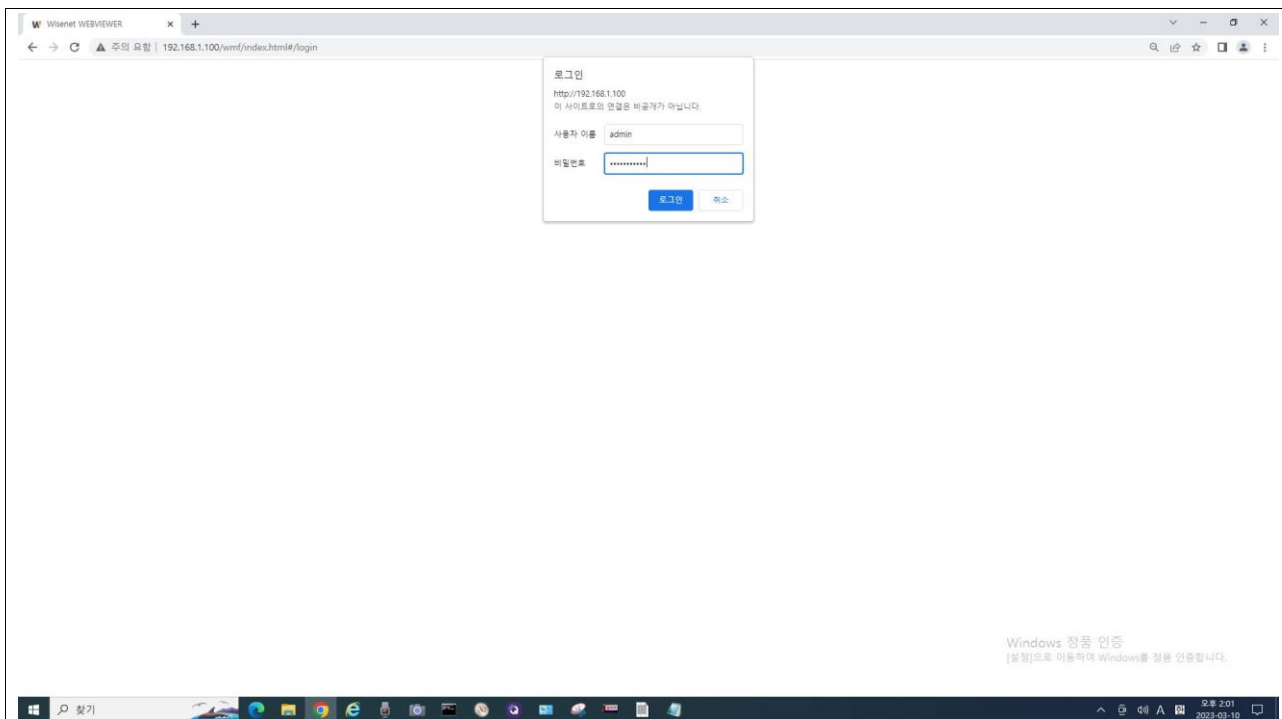 Wisenet WEBVIEWER
주의 요함 | 192.168.1.100/wmf/index.html#/login
로그인
http://192.168.1.100
이 사이트로의 연결은 비공개가 아닙니다.
사용자 이름 admin
비밀번호 •••••••••••
로그인 취소
Windows 정품 인증
[설정]으로 이동하여 Windows를 정품 인증합니다.
찾기
A
오후 2:01
2023-03-10